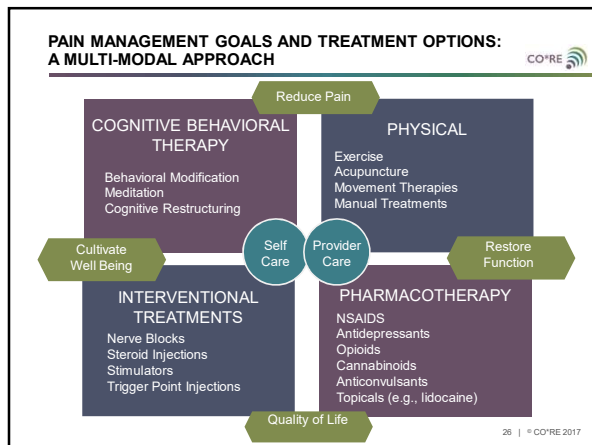 PAIN MANAGEMENT GOALS AND TREATMENT OPTIONS:
A MULTI-MODAL APPROACH
CO*RE
Reduce Pain
COGNITIVE BEHAVIORAL
THERAPY
Behavioral Modification
Meditation
Cognitive Restructuring
PHYSICAL
Exercise
Acupuncture
Movement Therapies
Manual Treatments
Cultivate
Well Being
Self
Care
Provider
Care
Restore
Function
INTERVENTIONAL
TREATMENTS
Nerve Blocks
Steroid Injections
Stimulators
Trigger Point Injections
PHARMACOTHERAPY
NSAIDS
Antidepressants
Opioids
Cannabinoids
Anticonvulsants
Topicals (e.g., lidocaine)
Quality of Life
26 | © CO*RE 2017